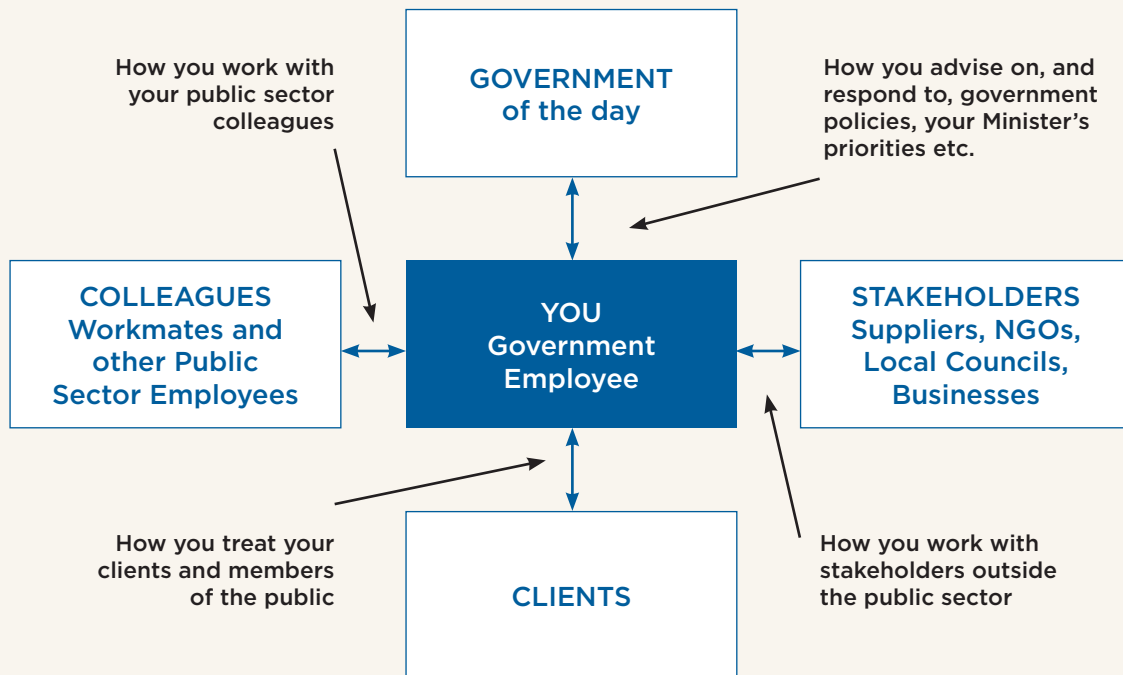 How you work with
your public sector
colleagues
GOVERNMENT
of the day
How you advise on, and
respond to, government
policies, your Minister’s
priorities etc.
COLLEAGUES
Workmates and
other Public
Sector Employees
YOU
Government
Employee
STAKEHOLDERS
Suppliers, NGOs,
Local Councils,
Businesses
How you treat your
clients and members
of the public
CLIENTS
How you work with
stakeholders outside
the public sector